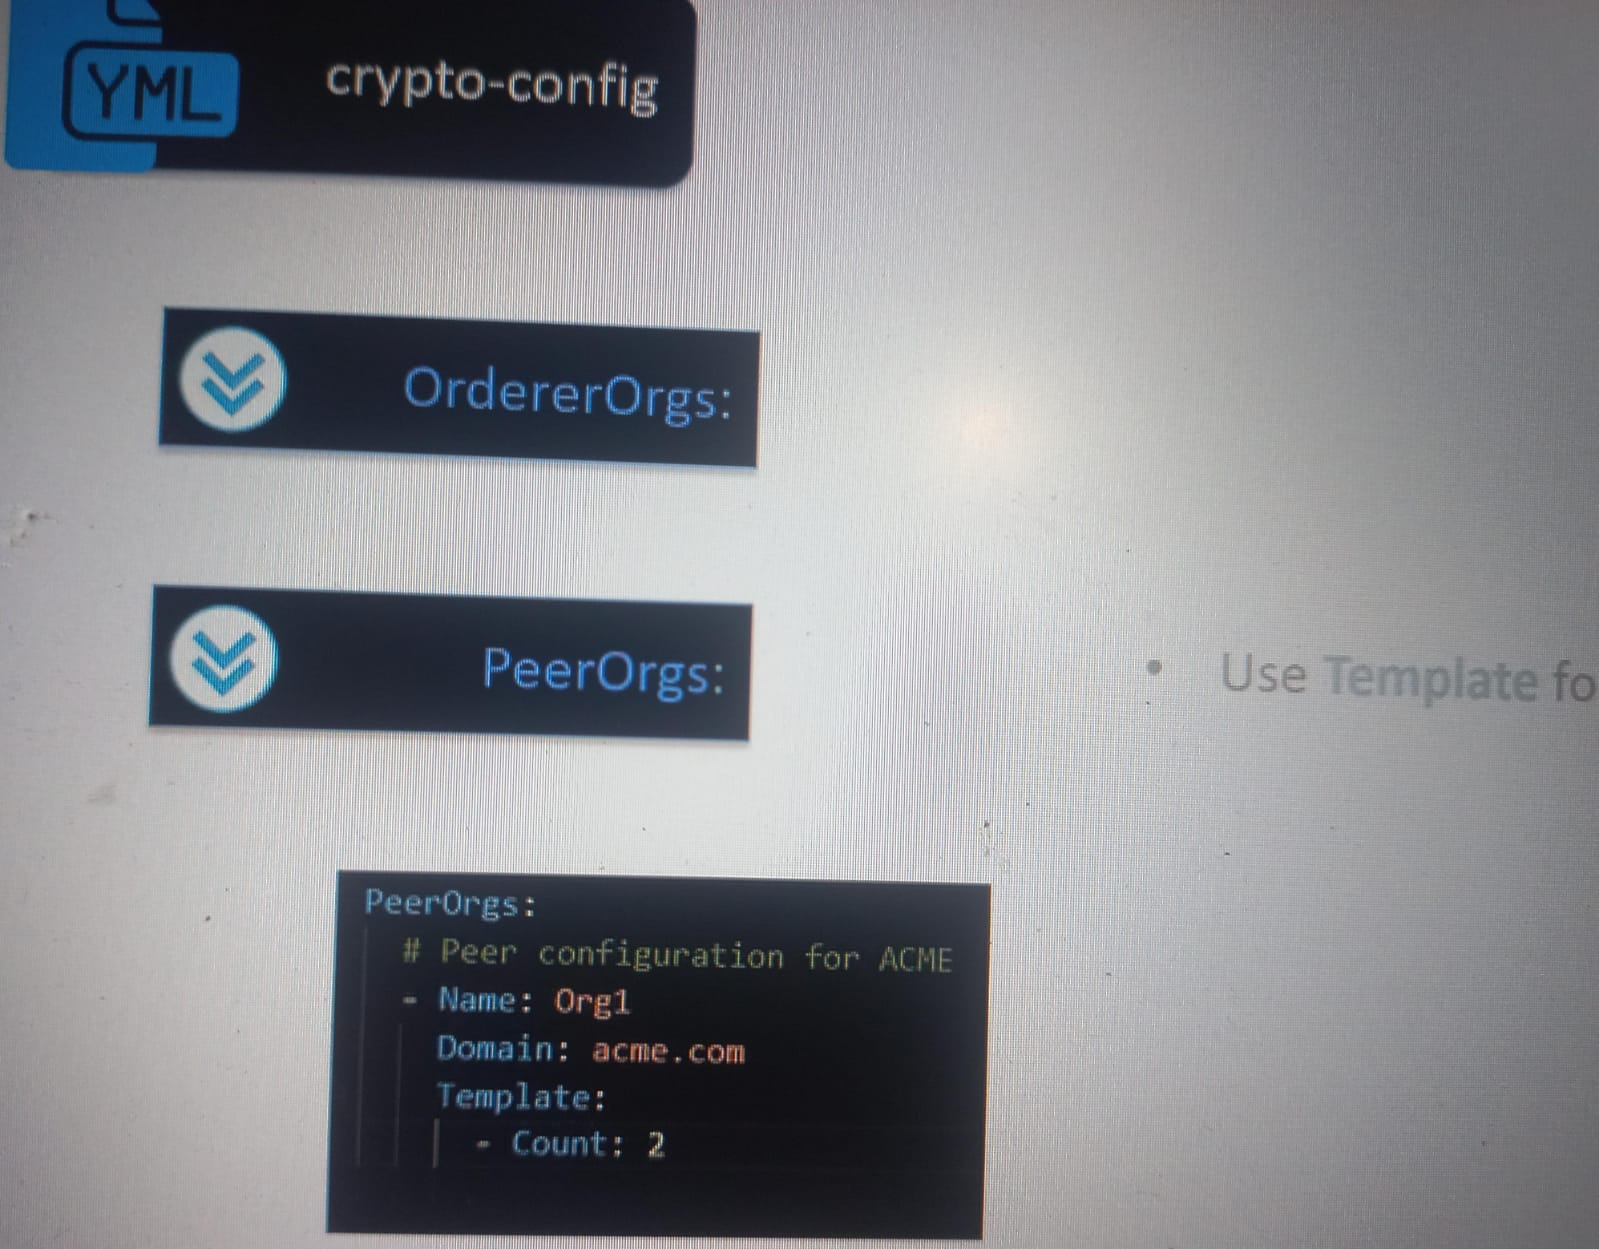 YML
crypto-config
OrdererOrgs:
PeerOrgs:
• Use Template fo
PeerOrgs:
# Peer configuration for ACME
- Name: Org1
Domain: acme.com
Template:
- Count: 2